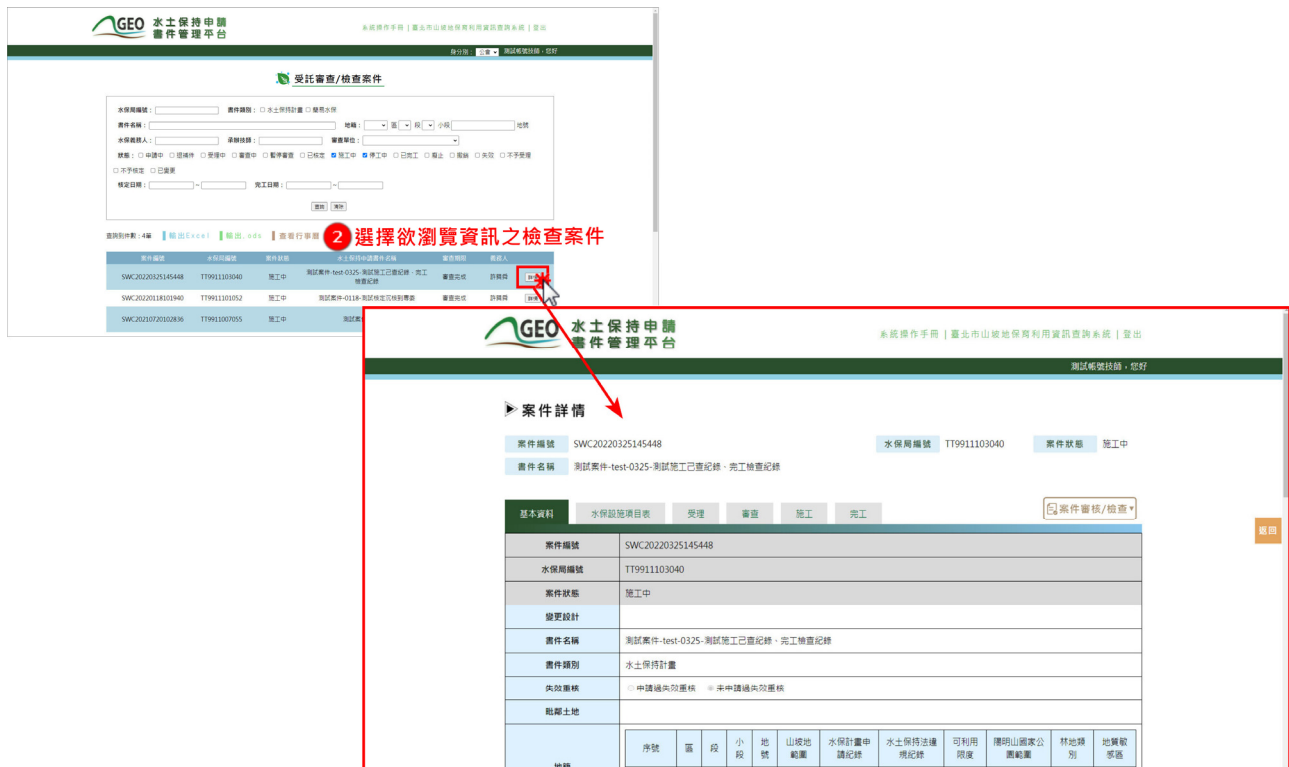 GEO 水土保持申請
書件管理平台
系統操作手冊 | 臺北市山坡地保育利用資訊查詢系統 | 登出
身分別： 公會 測試帳號技師，您好
受託審查/檢查案件
水保局編號： 書件類別： 水土保持計畫 簡易水保
書件名稱： 地籍： 區 段 小段 地號
水保義務人： 承辦技師： 審查單位：
狀態： 申請中 退補件 受理中 審查中 暫停審查 已核定 施工中 停工中 已完工 廢止 撤銷 失效 不予受理
不予核定 已變更
核定日期： ~ 完工日期： ~
查詢 清除
查詢到件數：4筆 輸出Excel 輸出.ods 查看行事曆
2 選擇欲瀏覽資訊之檢查案件
案件編號 水保局編號 案件狀態 水土保持申請書件名稱 審查期限 義務人
SWC20220325145448 TT9911103040 施工中 測試案件-test-0325-測試施工己查紀錄、完工檢查紀錄 審查完成 許巽舜 詳情
SWC20220118101940 TT9911101052 施工中 測試案件-0118-測試核定沉檢到專委 審查完成 許巽舜 詳情
SWC20210720102836 TT9911007055 施工中 測試案
GEO 水土保持申請
書件管理平台
系統操作手冊 | 臺北市山坡地保育利用資訊查詢系統 | 登出
測試帳號技師，您好
案件詳情
案件編號 SWC20220325145448 水保局編號 TT9911103040 案件狀態 施工中
書件名稱 測試案件-test-0325-測試施工己查紀錄、完工檢查紀錄
基本資料 水保設施項目表 受理 審查 施工 完工 案件審核/檢查▼
返回
案件編號 SWC20220325145448
水保局編號 TT9911103040
案件狀態 施工中
變更設計
書件名稱 測試案件-test-0325-測試施工己查紀錄、完工檢查紀錄
書件類別 水土保持計畫
失效重核 申請過失效重核 未申請過失效重核
毗鄰土地
地籍
序號 區 段 小段 地號 山坡地範圍 水保計畫申請紀錄 水土保持法違規紀錄 可利用限度 陽明山國家公園範圍 林地類別 地質敏感區